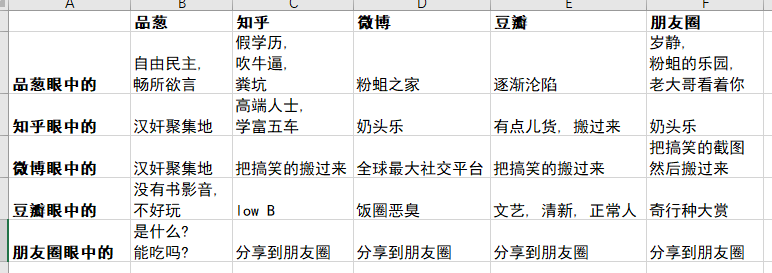 A B C D E F
品葱 知乎 微博 豆瓣 朋友圈
品葱眼中的 自由民主，畅所欲言 假学历，吹牛逼，粪坑 粉蛆之家 逐渐沦陷 岁静，粉蛆的乐园，老大哥看着你
知乎眼中的 汉奸聚集地 高端人士，学富五车 奶头乐 有点儿货，搬过来 奶头乐
微博眼中的 汉奸聚集地 把搞笑的搬过来 全球最大社交平台 把搞笑的搬过来 把搞笑的截图然后搬过来
豆瓣眼中的 没有书影音，不好玩 low B 饭圈恶臭 文艺，清新，正常人 奇行种大赏
朋友圈眼中的 是什么？能吃吗？ 分享到朋友圈 分享到朋友圈 分享到朋友圈 分享到朋友圈